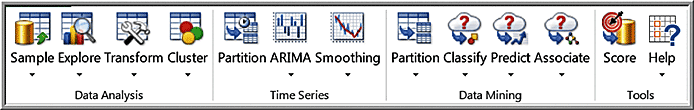 Sample Explore Transform Cluster Partition ARIMA Smoothing Partition Classify Predict Associate Score Help
Data Analysis Time Series Data Mining Tools